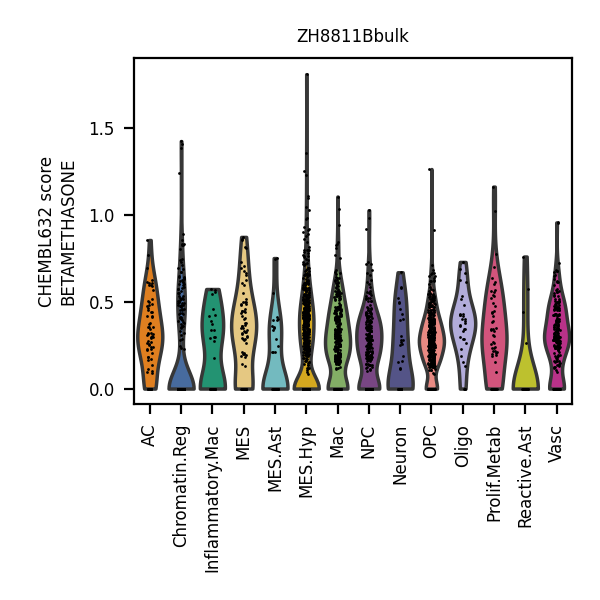 ZH8811Bbulk
CHEMBL632 score
BETAMETHASONE
1.5
1.0
0.5
0.0
AC
Chromatin.Reg
Inflammatory.Mac
MES
MES.Ast
MES.Hyp
Mac
NPC
Neuron
OPC
Oligo
Prolif.Metab
Reactive.Ast
Vasc